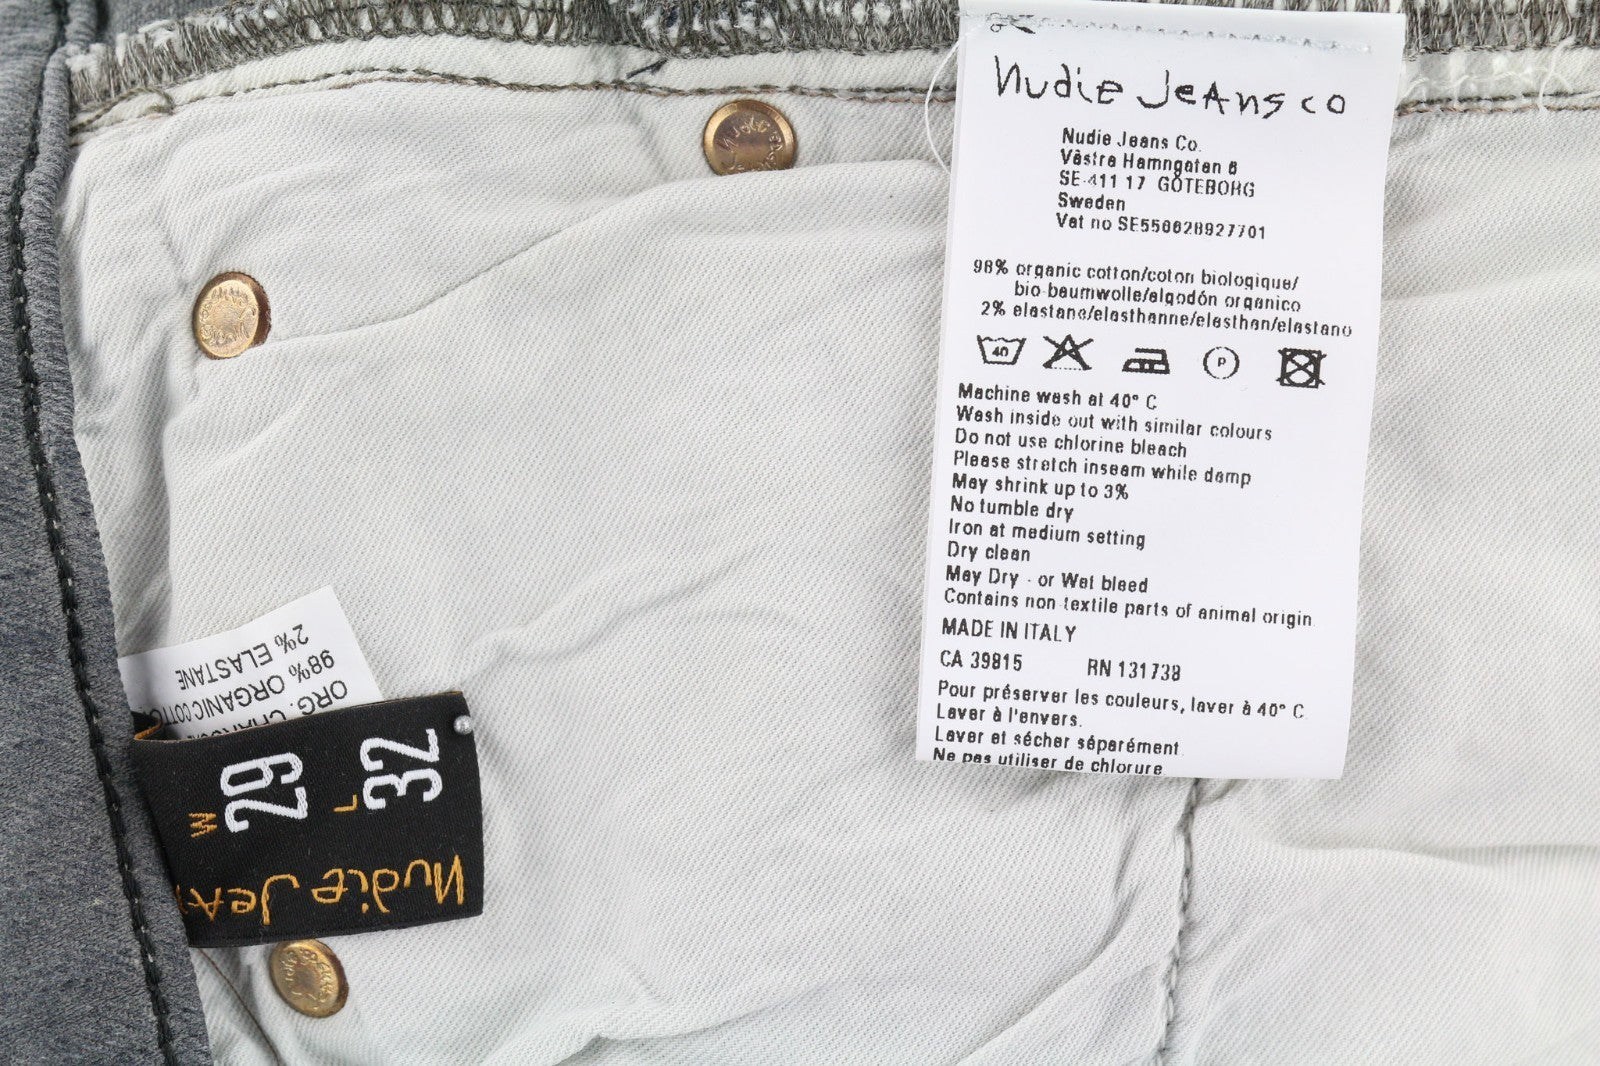 Nudie Jeans co
Nudie Jeans Co.
Västra Hamngatan 6
SE-411 17 GÖTEBORG
Sweden
Vat no SE556628927701
98% organic cotton/coton biologique/
bio-baumwolle/algodón organico
2% elastane/elasthanne/elasthan/elastano
40
P
Machine wash at 40° C
Wash inside out with similar colours
Do not use chlorine bleach
Please stretch inseam while damp
May shrink up to 3%
No tumble dry
Iron at medium setting
Dry clean
May Dry - or Wet bleed
Contains non-textile parts of animal origin.
MADE IN ITALY
CA 39815 RN 131738
Pour préserver les couleurs, laver à 40° C.
Laver à l'envers.
Laver et sécher séparément
Ne pas utiliser de chlorure
ORG.
98% ORGANIC
2% ELASTANE
W 29
L 32
Nudie